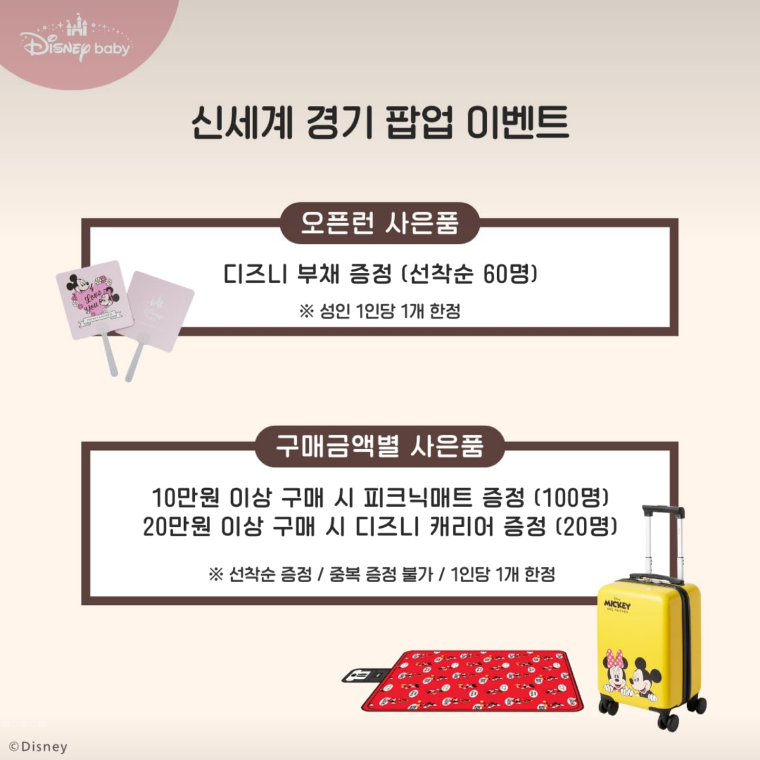 Disney baby
신세계 경기 팝업 이벤트
오픈런 사은품
디즈니 부채 증정 (선착순 60명)
※ 성인 1인당 1개 한정
Love
you
구매금액별 사은품
10만원 이상 구매 시 피크닉매트 증정 (100명)
20만원 이상 구매 시 디즈니 캐리어 증정 (20명)
※ 선착순 증정 / 중복 증정 불가 / 1인당 1개 한정
Disney
MICKEY
©Disney